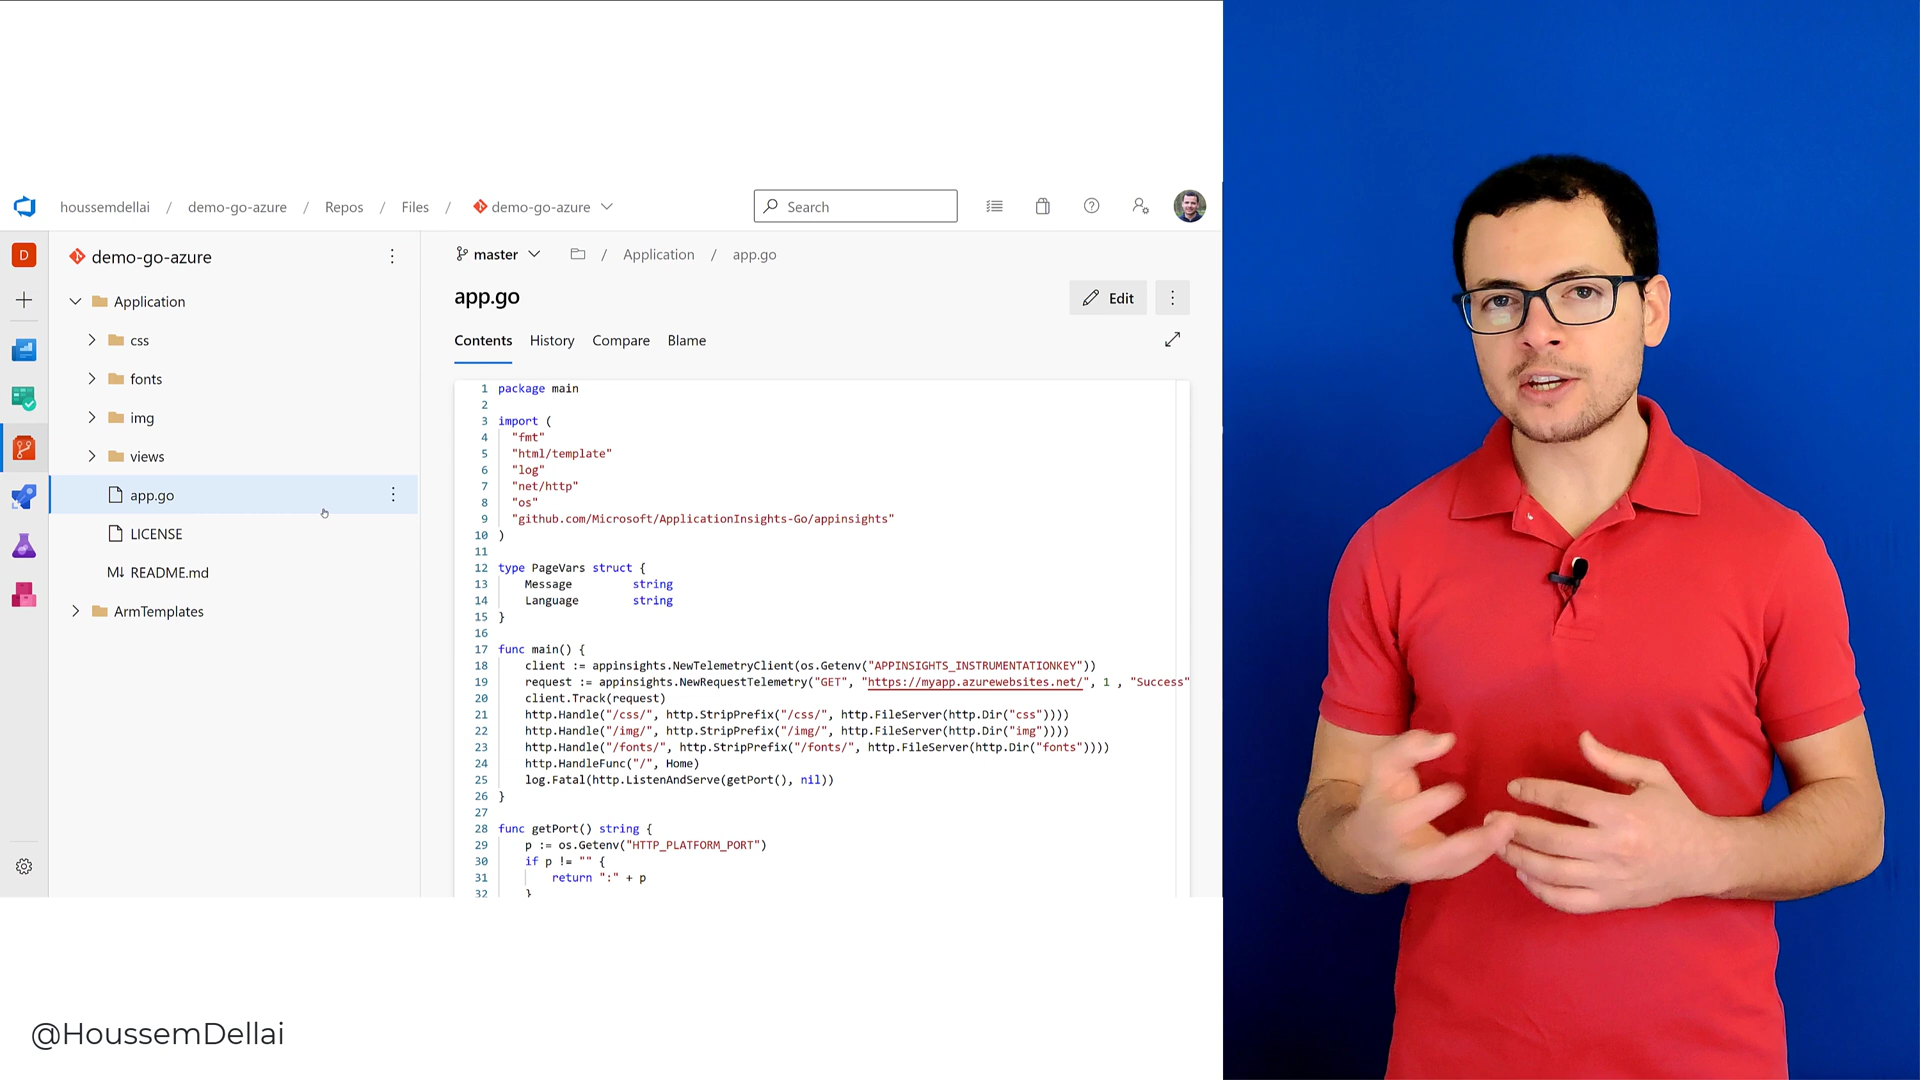 houssemdellai / demo-go-azure / Repos / Files / demo-go-azure
Search
D
demo-go-azure
Application
css
fonts
img
views
app.go
LICENSE
M↓ README.md
ArmTemplates
master / Application / app.go
app.go
Edit
Contents History Compare Blame
1 package main
2
3 import (
4 "fmt"
5 "html/template"
6 "log"
7 "net/http"
8 "os"
9 "github.com/Microsoft/ApplicationInsights-Go/appinsights"
10 )
11
12 type PageVars struct {
13 Message string
14 Language string
15 }
16
17 func main() {
18 client := appinsights.NewTelemetryClient(os.Getenv("APPINSIGHTS_INSTRUMENTATIONKEY"))
19 request := appinsights.NewRequestTelemetry("GET", "https://myapp.azurewebsites.net/", 1 , "Success"
20 client.Track(request)
21 http.Handle("/css/", http.StripPrefix("/css/", http.FileServer(http.Dir("css"))))
22 http.Handle("/img/", http.StripPrefix("/img/", http.FileServer(http.Dir("img"))))
23 http.Handle("/fonts/", http.StripPrefix("/fonts/", http.FileServer(http.Dir("fonts"))))
24 http.HandleFunc("/", Home)
25 log.Fatal(http.ListenAndServe(getPort(), nil))
26 }
27
28 func getPort() string {
29 p := os.Getenv("HTTP_PLATFORM_PORT")
30 if p != "" {
31 return ":" + p
32 }
@HoussemDellai